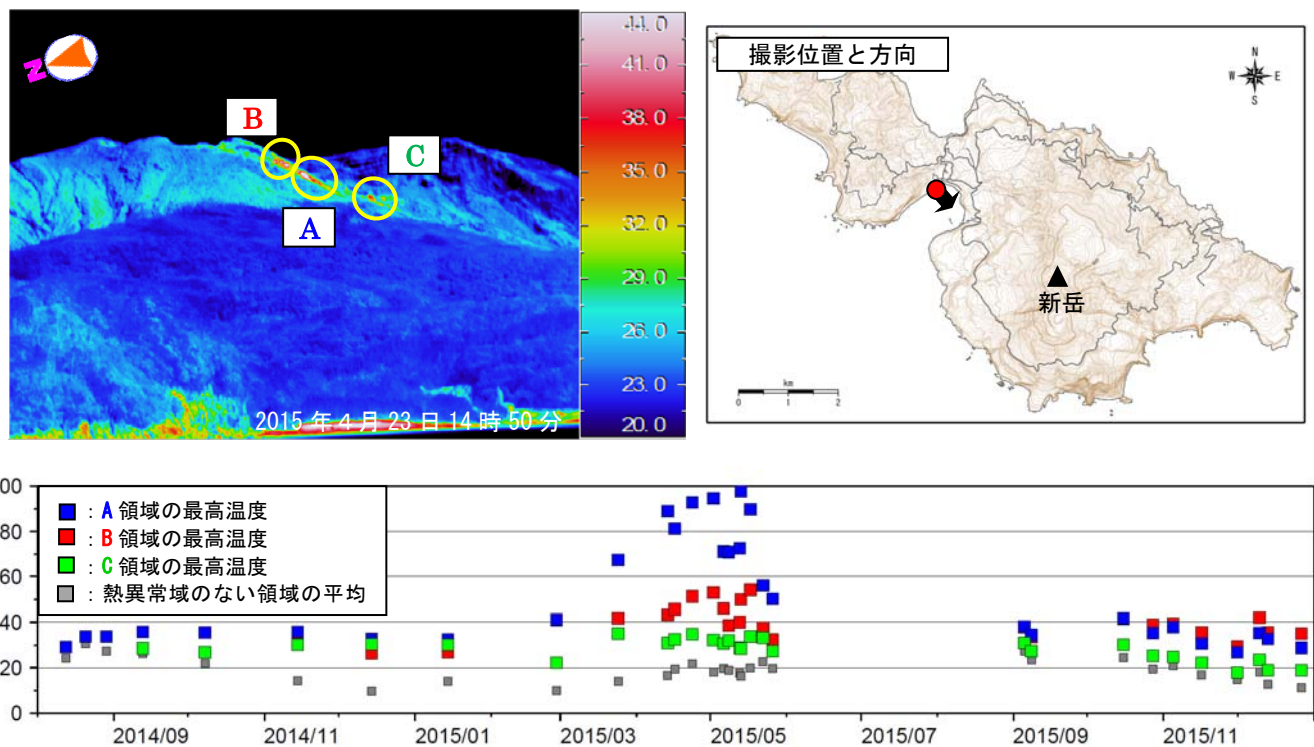 N
B
C
A
2015年4月23日14時50分
44.0
41.0
38.0
35.0
32.0
29.0
26.0
23.0
20.0
撮影位置と方向
N
W E
S
新岳
km
0 1 2
■:A領域の最高温度
■:B領域の最高温度
■:C領域の最高温度
■:熱異常域のない領域の平均
00
80
60
40
20
0
2014/09 2014/11 2015/01 2015/03 2015/05 2015/07 2015/09 2015/11